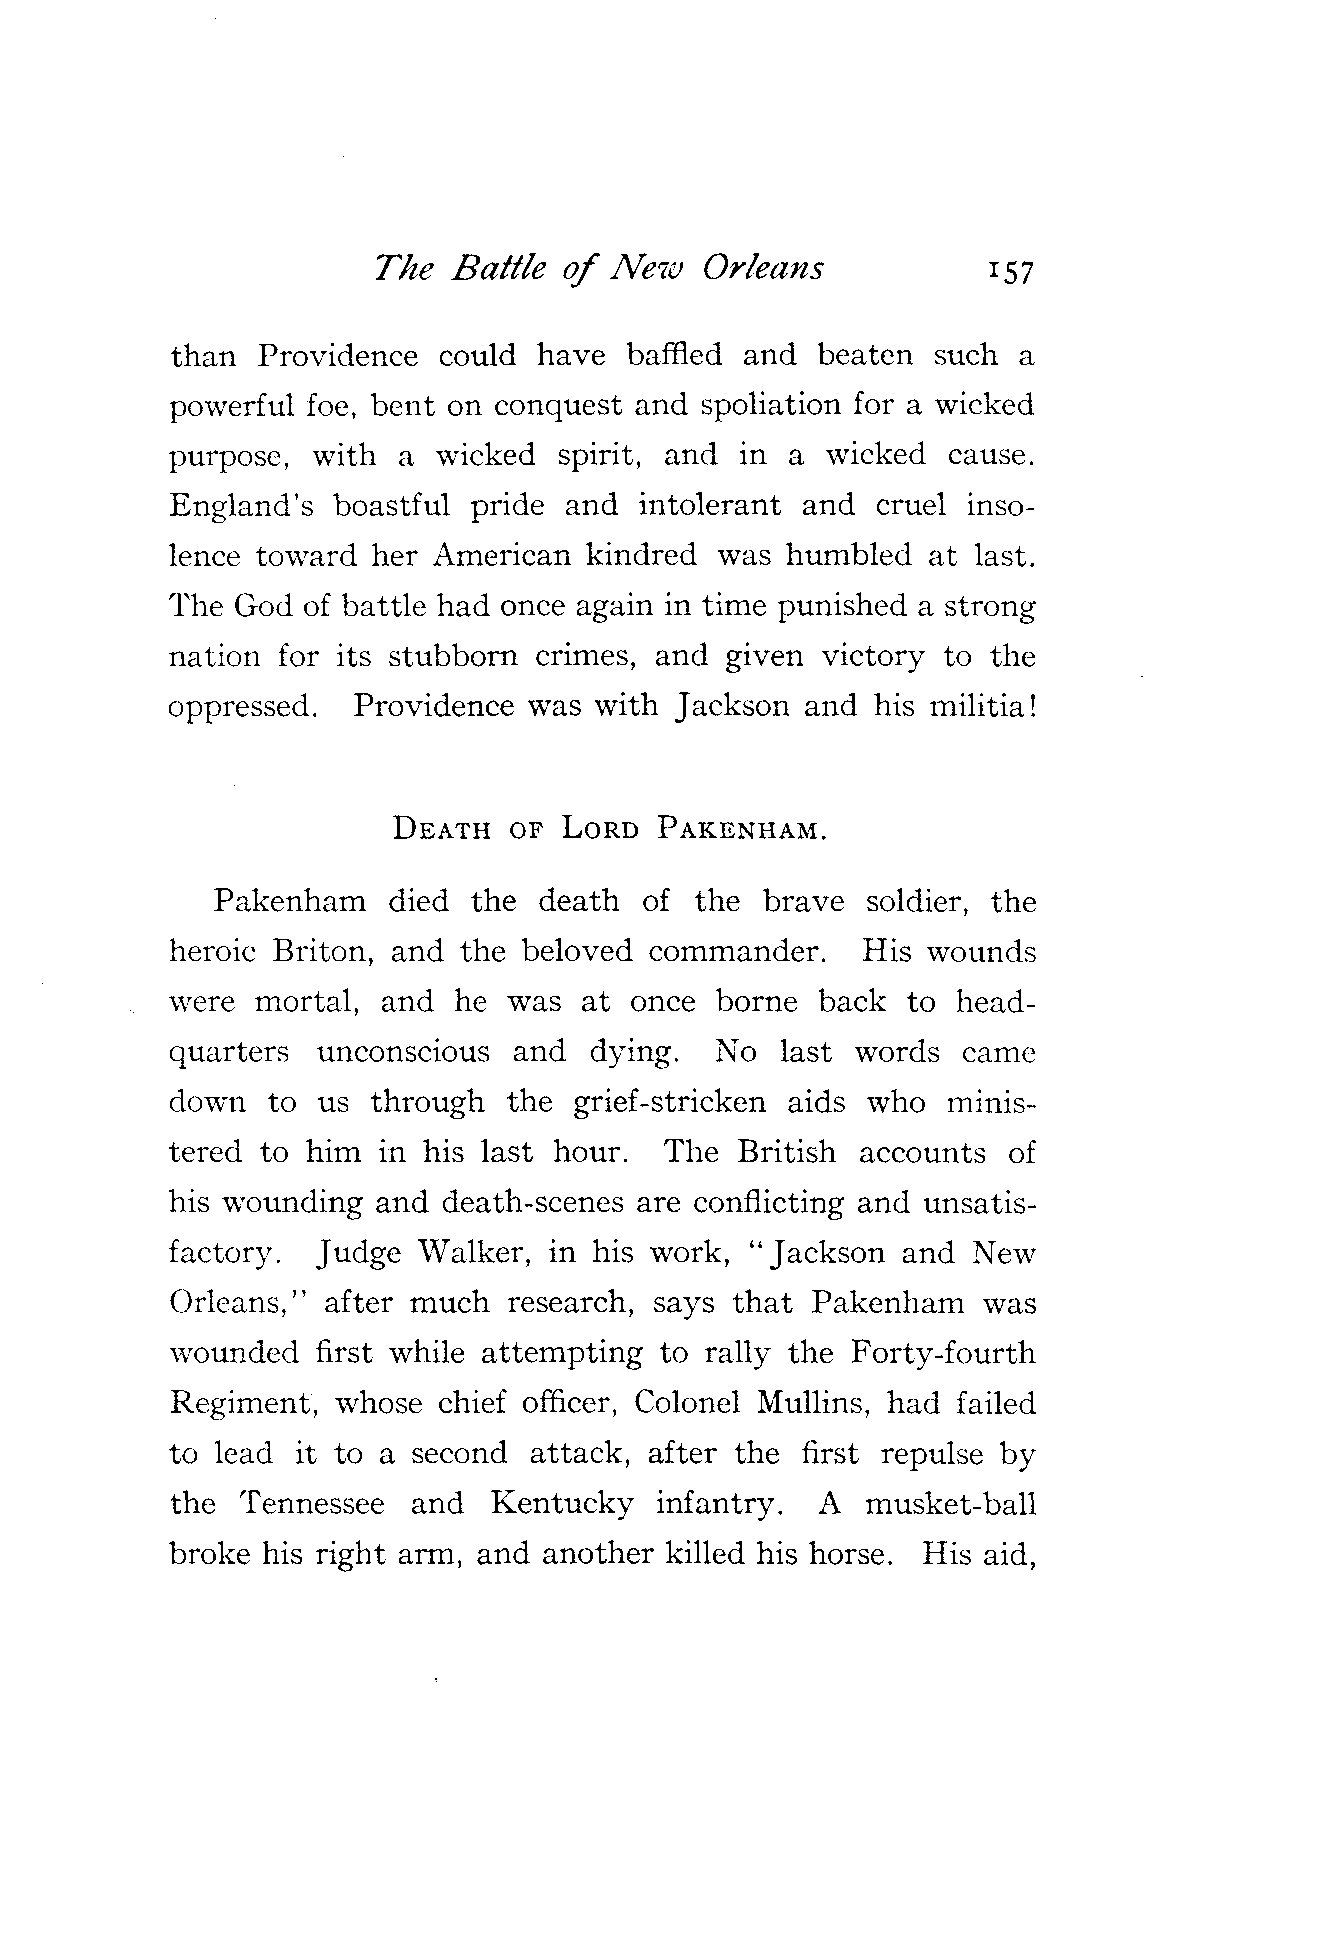 The Battle of New Orleans 157
than Providence could have baffled and beaten such a
powerful foe, bent on conquest and spoliation for a wicked
purpose, with a wicked spirit, and in a wicked cause.
England's boastful pride and intolerant and cruel inso-
lence toward her American kindred was humbled at last.
The God of battle had once again in time punished a strong
nation for its stubborn crimes, and given victory to the
oppressed. Providence was with Jackson and his militia!
DEATH OF LORD PAKENHAM.
Pakenham died the death of the brave soldier, the
heroic Briton, and the beloved commander. His wounds
were mortal, and he was at once borne back to head-
quarters unconscious and dying. No last words came
down to us through the grief-stricken aids who minis-
tered to him in his last hour. The British accounts of
his wounding and death-scenes are conflicting and unsatis-
factory. Judge Walker, in his work, "Jackson and New
Orleans," after much research, says that Pakenham was
wounded first while attempting to rally the Forty-fourth
Regiment, whose chief officer, Colonel Mullins, had failed
to lead it to a second attack, after the first repulse by
the Tennessee and Kentucky infantry. A musket-ball
broke his right arm, and another killed his horse. His aid,